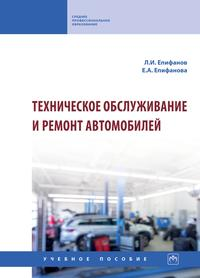 СРЕДНЕЕ
ПРОФЕССИОНАЛЬНОЕ
ОБРАЗОВАНИЕ
Л.И. Епифанов
Е.А. Епифанова
ТЕХНИЧЕСКОЕ ОБСЛУЖИВАНИЕ
И РЕМОНТ АВТОМОБИЛЕЙ
УЧЕБНОЕ ПОСОБИЕ